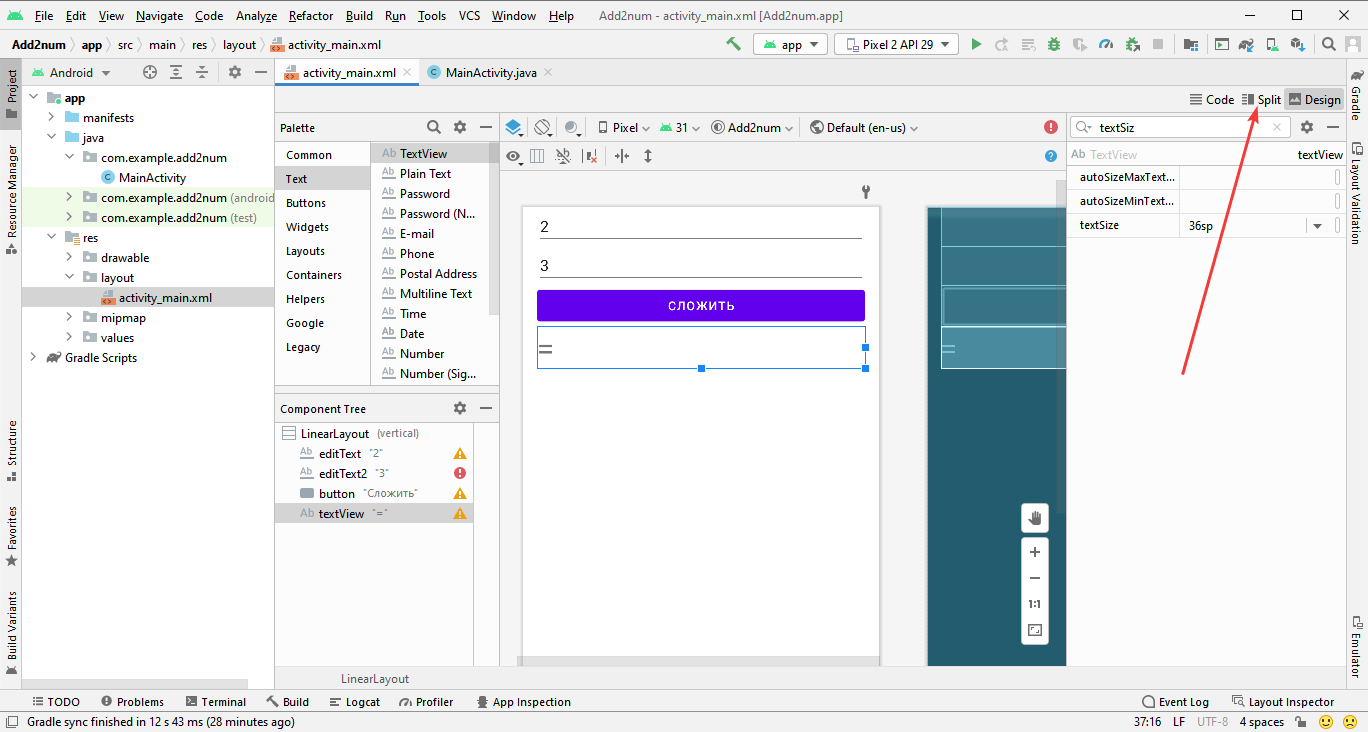 File Edit View Navigate Code Analyze Refactor Build Run Tools VCS Window Help Add2num - activity_main.xml [Add2num.app]
Add2num app src main res layout activity_main.xml app Pixel 2 API 29
Project
Resource Manager
Structure
Favorites
Build Variants
Android
app
manifests
java
com.example.add2num
MainActivity
com.example.add2num (android
com.example.add2num (test)
res
drawable
layout
activity_main.xml
mipmap
values
Gradle Scripts
activity_main.xml MainActivity.java
Code Split Design
Palette
Common
Text
Buttons
Widgets
Layouts
Containers
Helpers
Google
Legacy
Ab TextView
Ab Plain Text
Ab Password
Ab Password (N...
Ab E-mail
Ab Phone
Ab Postal Address
Ab Multiline Text
Ab Time
Ab Date
Ab Number
Ab Number (Sig...
Component Tree
LinearLayout (vertical)
Ab editText "2"
Ab editText2 "3"
button "Сложить"
Ab textView "="
Pixel 31 Add2num Default (en-us)
2
3
СЛОЖИТЬ
=
=
1:1
textSiz
Ab TextView textView
autoSizeMaxText...
autoSizeMinText...
textSize 36sp
Gradle
Layout Validation
Emulator
LinearLayout
TODO Problems Terminal Build Logcat Profiler App Inspection Event Log Layout Inspector
Gradle sync finished in 12 s 43 ms (28 minutes ago) 37:16 LF UTF-8 4 spaces